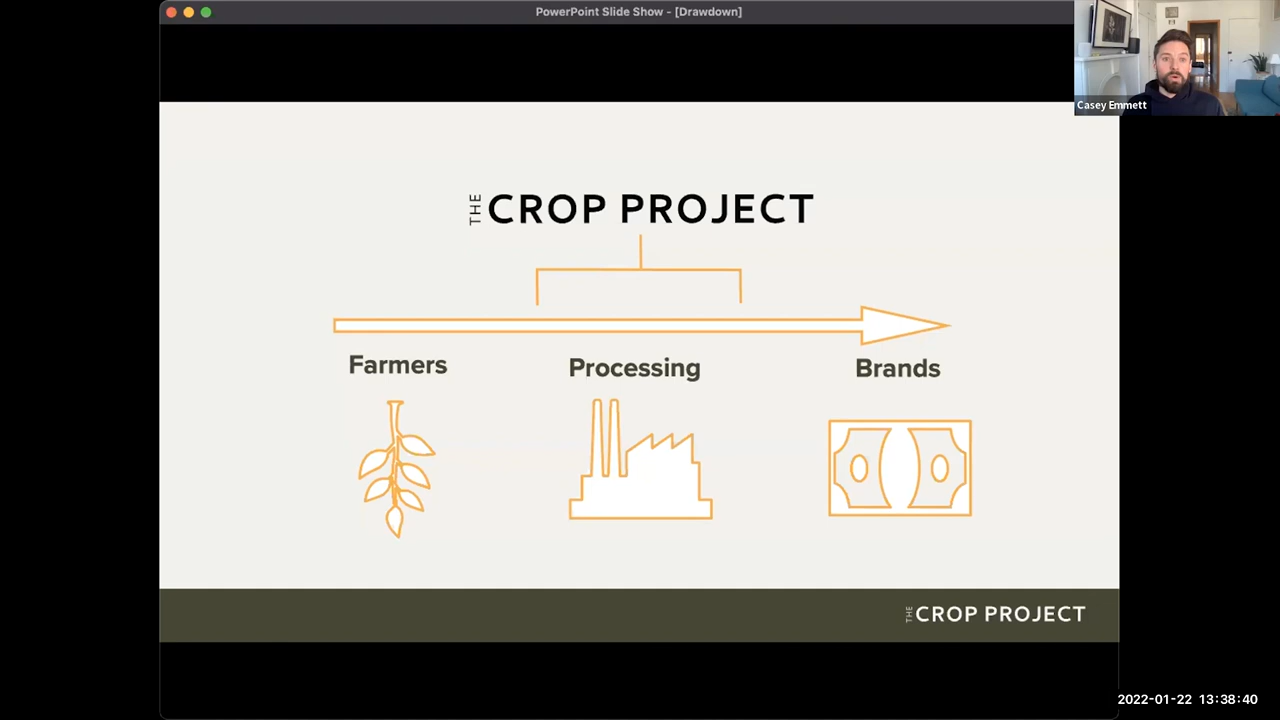 PowerPoint Slide Show - [Drawdown]
Casey Emmett
THE CROP PROJECT
Farmers
Processing
Brands
THE CROP PROJECT
2022-01-22 13:38:40